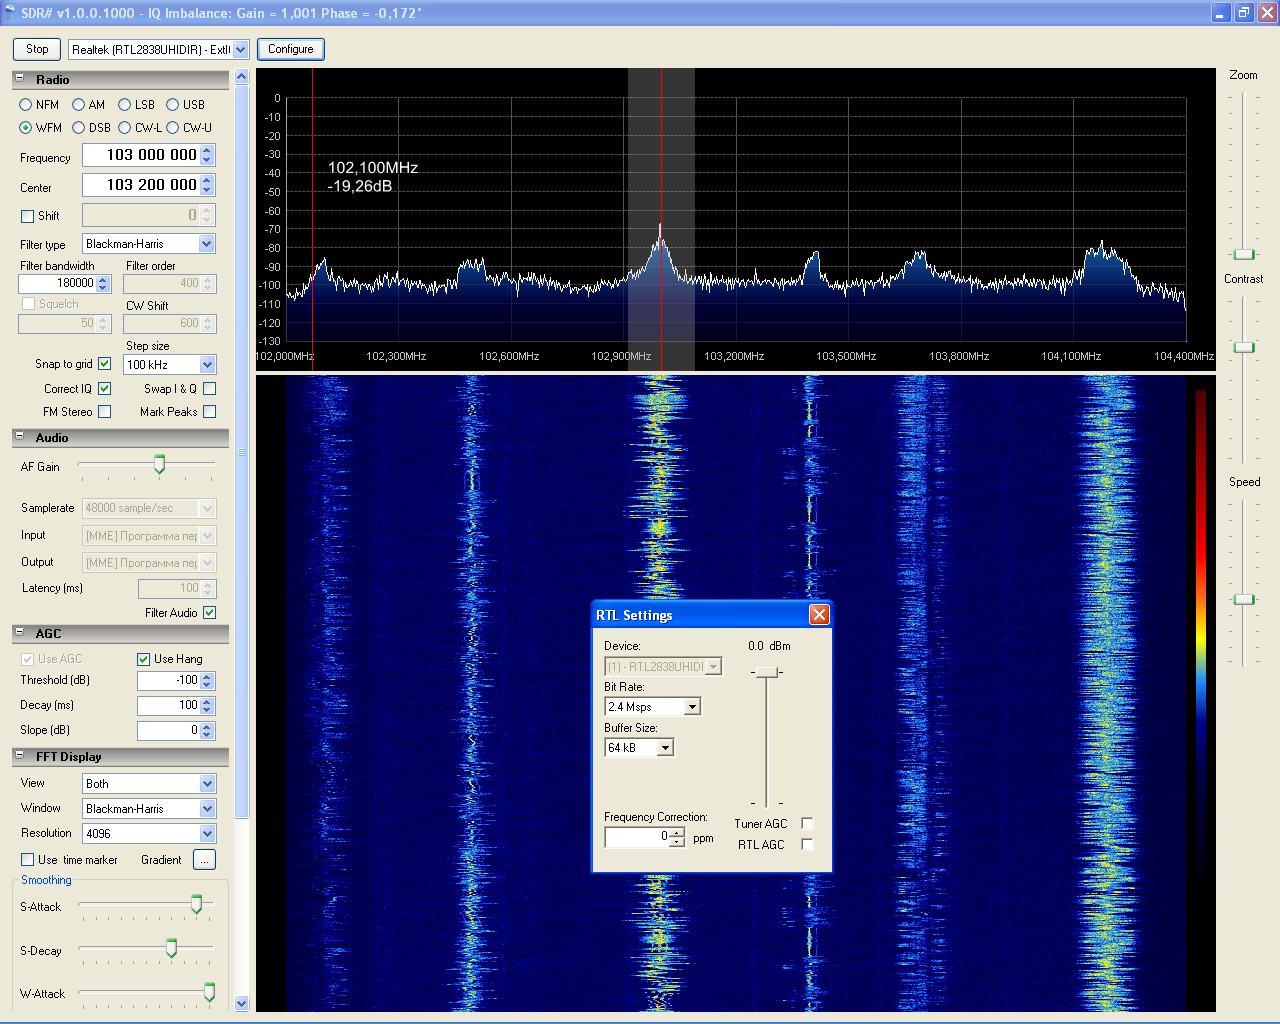 SDR# v1.0.0.1000 - IQ Imbalance: Gain = 1,001 Phase = -0,172°
Stop
Realtek (RTL2838UHIDIR) - ExtI
Configure
Radio
NFM AM LSB USB
WFM DSB CW-L CW-U
Frequency 103 000 000
Center 103 200 000
Shift 0
Filter type Blackman-Harris
Filter bandwidth Filter order
180000 400
Squelch CW Shift
50 600
Step size
Snap to grid 100 kHz
Correct IQ Swap I & Q
FM Stereo Mark Peaks
Audio
AF Gain
Samplerate 48000 sample/sec
Input [MME] Программа пер
Output [MME] Программа пер
Latency (ms) 100
Filter Audio
AGC
Use AGC Use Hang
Threshold (dB) -100
Decay (ms) 100
Slope (dB) 0
FFT Display
View Both
Window Blackman-Harris
Resolution 4096
Use time marker Gradient ...
Smoothing
S-Attack
S-Decay
W-Attack
0
-10
-20
-30
-40
-50
-60
-70
-80
-90
-100
-110
-120
-130
102,100MHz
-19,26dB
102,000MHz 102,300MHz 102,600MHz 102,900MHz 103,200MHz 103,500MHz 103,800MHz 104,100MHz 104,400MHz
RTL Settings
Device: 0.0 dBm
(1) - RTL2838UHIDI
Bit Rate:
2.4 Msps
Buffer Size:
64 kB
Frequency Correction:
0 ppm
Tuner AGC
RTL AGC
Zoom
Contrast
Speed